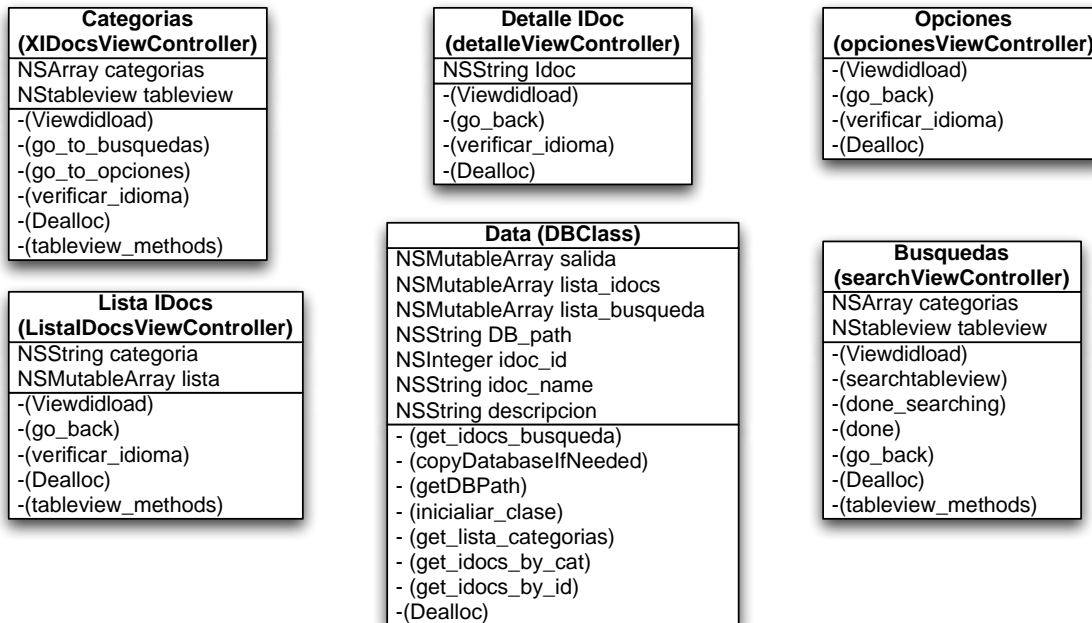 Categorias
(XIDocsViewController)
NSArray categorias
NStableview tableview
-(Viewdidload)
-(go_to_busquedas)
-(go_to_opciones)
-(verificar_idioma)
-(Dealloc)
-(tableview_methods)
Lista IDocs
(ListaIDocsViewController)
NSString categoria
NSMutableArray lista
-(Viewdidload)
-(go_back)
-(verificar_idioma)
-(Dealloc)
-(tableview_methods)
Detalle IDoc
(detalleViewController)
NSString Idoc
-(Viewdidload)
-(go_back)
-(verificar_idioma)
-(Dealloc)
Data (DBClass)
NSMutableArray salida
NSMutableArray lista_idocs
NSMutableArray lista_busqueda
NSString DB_path
NSInteger idoc_id
NSString idoc_name
NSString descripcion
- (get_idocs_busqueda)
- (copyDatabaseIfNeeded)
- (getDBPath)
- (inicialiar_clase)
- (get_lista_categorias)
- (get_idocs_by_cat)
- (get_idocs_by_id)
-(Dealloc)
Opciones
(opcionesViewController)
-(Viewdidload)
-(go_back)
-(verificar_idioma)
-(Dealloc)
Busquedas
(searchViewController)
NSArray categorias
NStableview tableview
-(Viewdidload)
-(searchtableview)
-(done_searching)
-(done)
-(go_back)
-(Dealloc)
-(tableview_methods)